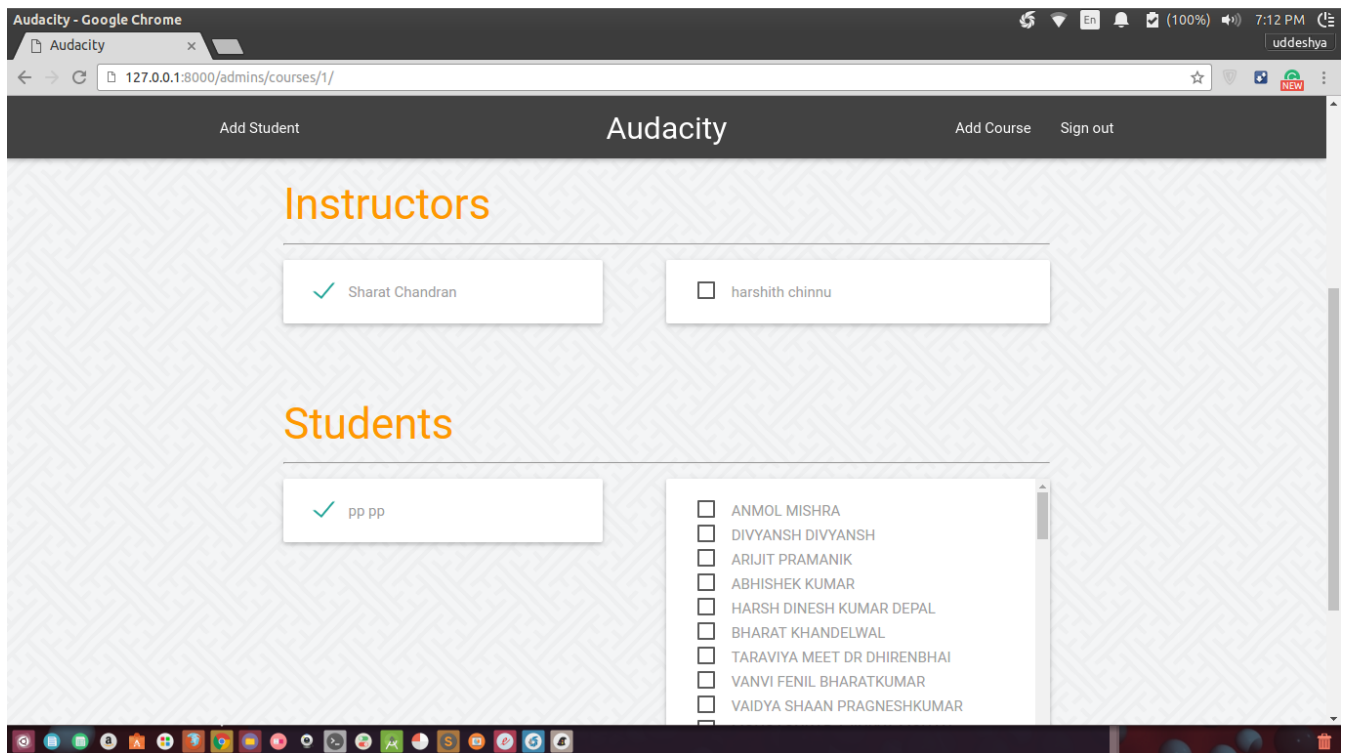 Audacity - Google Chrome
En (100%) 7:12 PM
Audacity × uddeshya
127.0.0.1:8000/admins/courses/1/
NEW
Add Student Audacity Add Course Sign out
Instructors
Sharat Chandran harshith chinnu
Students
pp pp
ANMOL MISHRA
DIVYANSH DIVYANSH
ARIJIT PRAMANIK
ABHISHEK KUMAR
HARSH DINESH KUMAR DEPAL
BHARAT KHANDELWAL
TARAVIYA MEET DR DHIRENBHAI
VANVI FENIL BHARATKUMAR
VAIDYA SHAAN PRAGNESHKUMAR